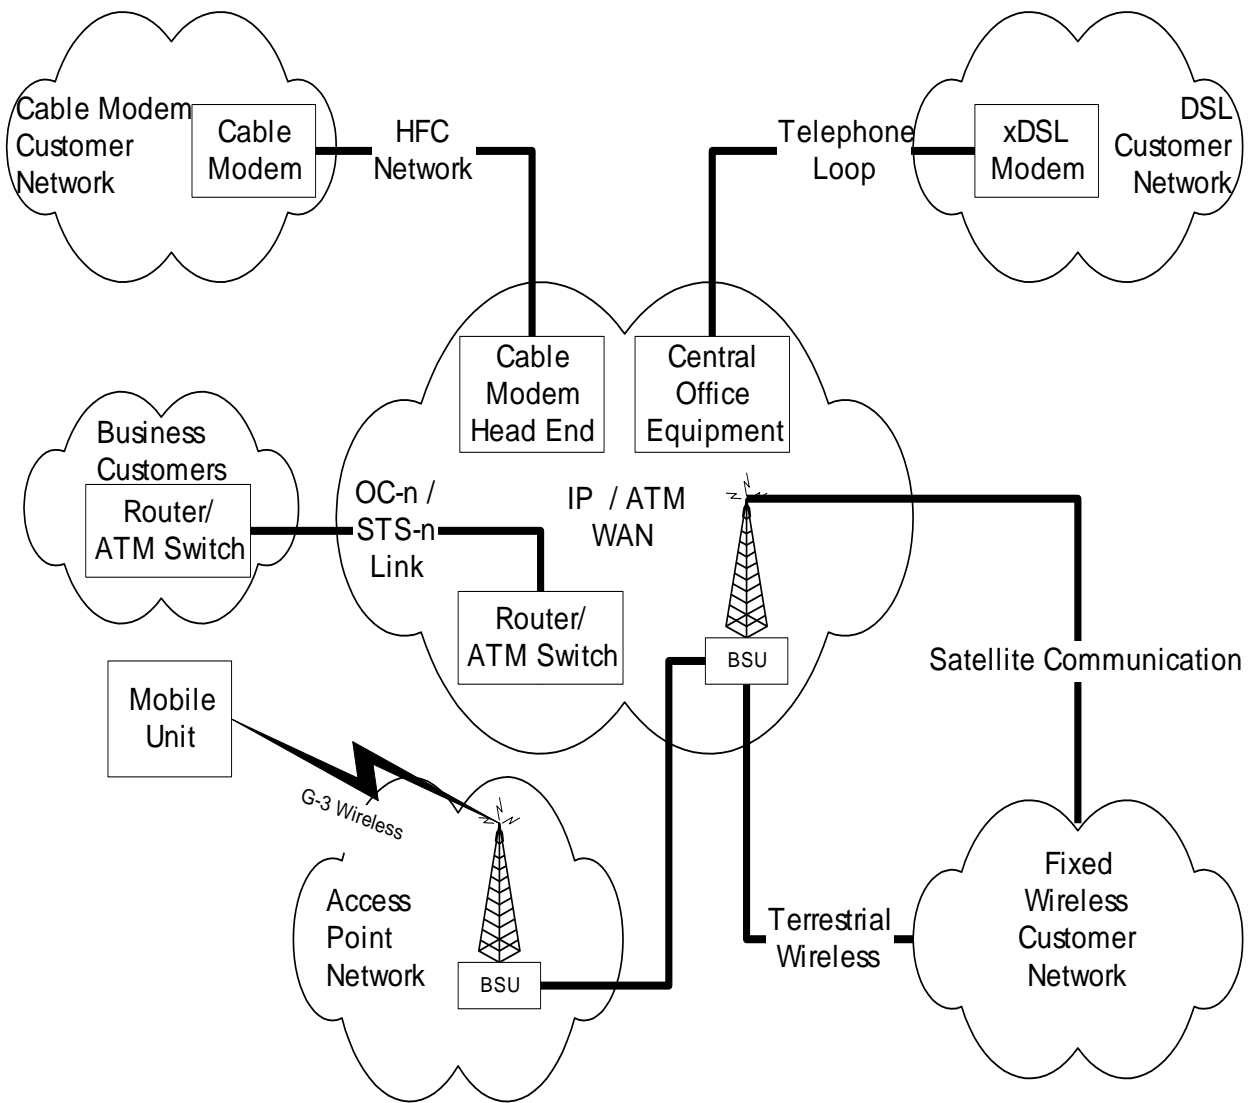 Cable Modem
Customer
Network
Cable
Modem
HFC
Network
Telephone
Loop
xDSL
Modem
DSL
Customer
Network
Cable
Modem
Head End
Central
Office
Equipment
Business
Customers
Router/
ATM Switch
OC-n /
STS-n
Link
IP / ATM
WAN
Router/
ATM Switch
BSU
Satellite Communication
Mobile
Unit
G-3 Wireless
Access
Point
Network
BSU
Terrestrial
Wireless
Fixed
Wireless
Customer
Network